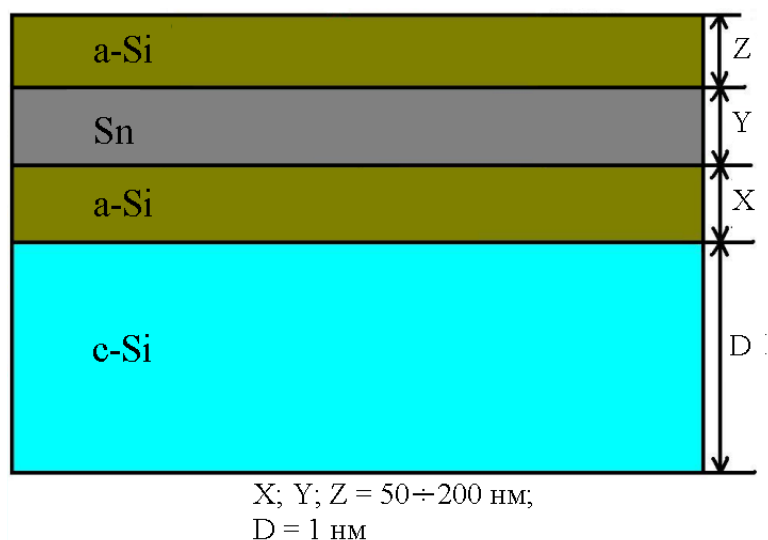 a-Si
Z
Sn
Y
a-Si
X
c-Si
D
X; Y; Z = 50÷200 нм;
D = 1 нм